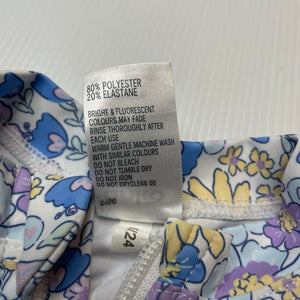 80% POLYESTER
20% ELASTANE
BRIGHT & FLUORESCENT
COLOURS MAY FADE
RINSE THOROUGHLY AFTER
EACH USE
WARM GENTLE MACHINE WASH
WITH SIMILAR COLOURS
DO NOT BLEACH
DO NOT TUMBLE DRY
DO NOT IRON
DO NOT DRYCLEAN
/24